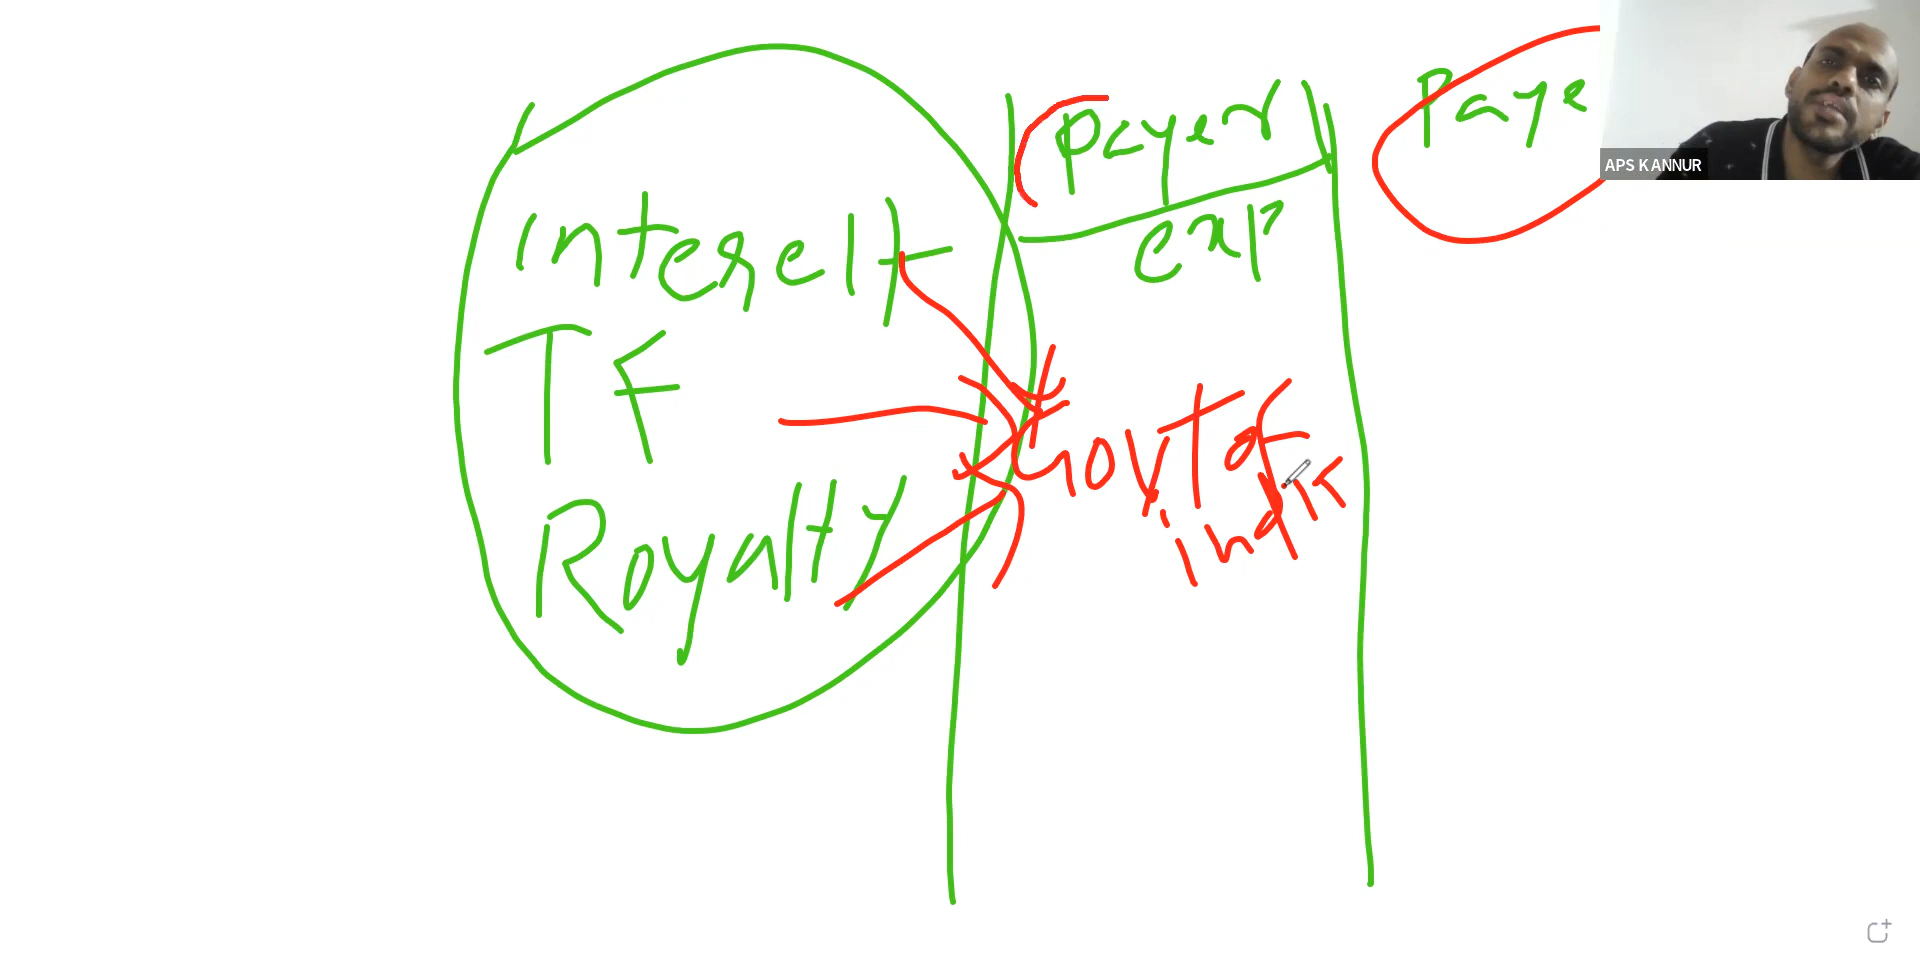 Payer Paye
APS KANNUR
exp
interest
TF
Govt of
india
Royalty